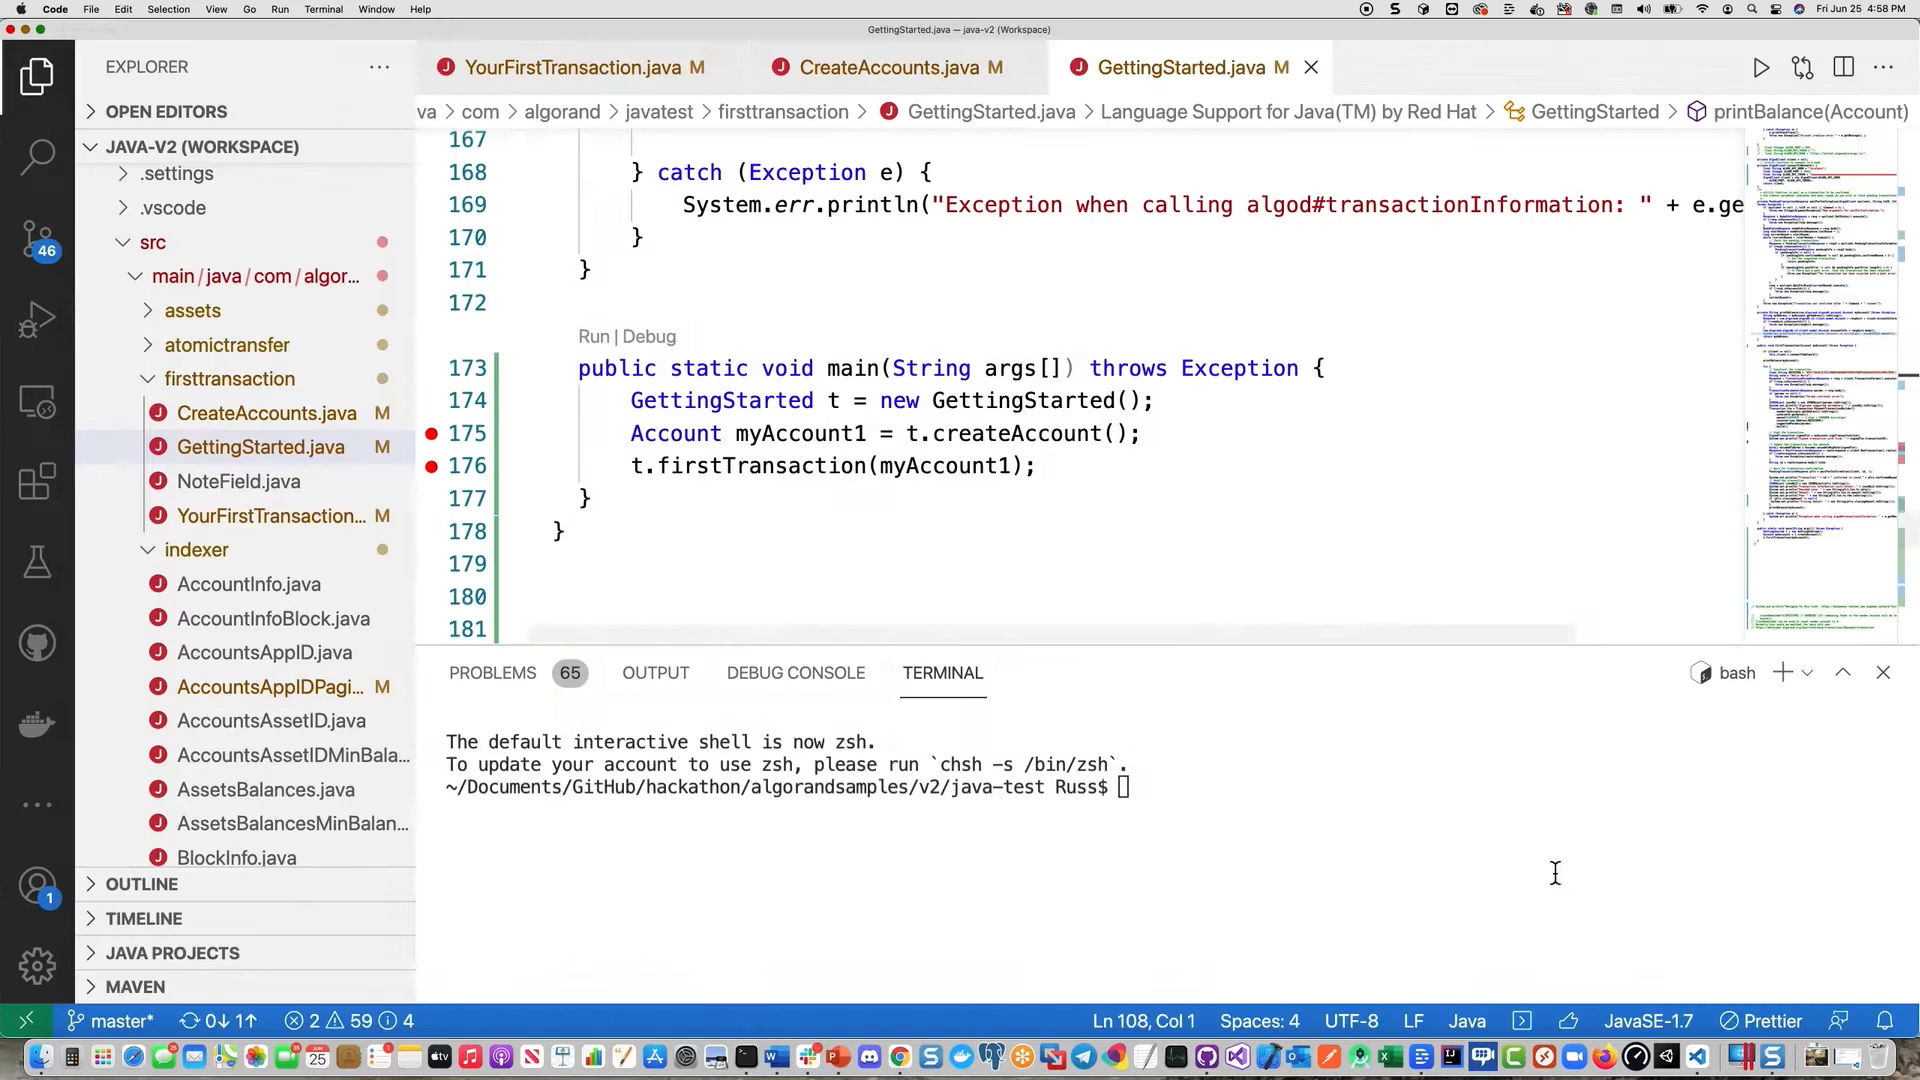 Code File Edit Selection View Go Run Terminal Window Help
Fri Jun 25 4:58 PM
GettingStarted.java — java-v2 (Workspace)
EXPLORER
YourFirstTransaction.java M
CreateAccounts.java M
GettingStarted.java M
OPEN EDITORS
va > com > algorand > javatest > firsttransaction > GettingStarted.java > Language Support for Java(TM) by Red Hat > GettingStarted > printBalance(Account)
JAVA-V2 (WORKSPACE)
.settings
.vscode
src
main/java/com/algor...
assets
atomictransfer
firsttransaction
CreateAccounts.java M
GettingStarted.java M
NoteField.java
YourFirstTransaction... M
indexer
AccountInfo.java
AccountInfoBlock.java
AccountsAppID.java
AccountsAppIDPagi... M
AccountsAssetID.java
AccountsAssetIDMinBala...
AssetsBalances.java
AssetsBalancesMinBalan...
BlockInfo.java
OUTLINE
TIMELINE
JAVA PROJECTS
MAVEN
46
1
167
168 } catch (Exception e) {
169 System.err.println("Exception when calling algod#transactionInformation: " + e.ge
170 }
171 }
172
Run | Debug
173 public static void main(String args[]) throws Exception {
174 GettingStarted t = new GettingStarted();
175 Account myAccount1 = t.createAccount();
176 t.firstTransaction(myAccount1);
177 }
178 }
179
180
181
PROBLEMS 65 OUTPUT DEBUG CONSOLE TERMINAL
bash
The default interactive shell is now zsh.
To update your account to use zsh, please run `chsh -s /bin/zsh`.
~/Documents/GitHub/hackathon/algorandsamples/v2/java-test Russ$
master* 0↓ 1↑ 2 59 4
Ln 108, Col 1 Spaces: 4 UTF-8 LF Java JavaSE-1.7 Prettier